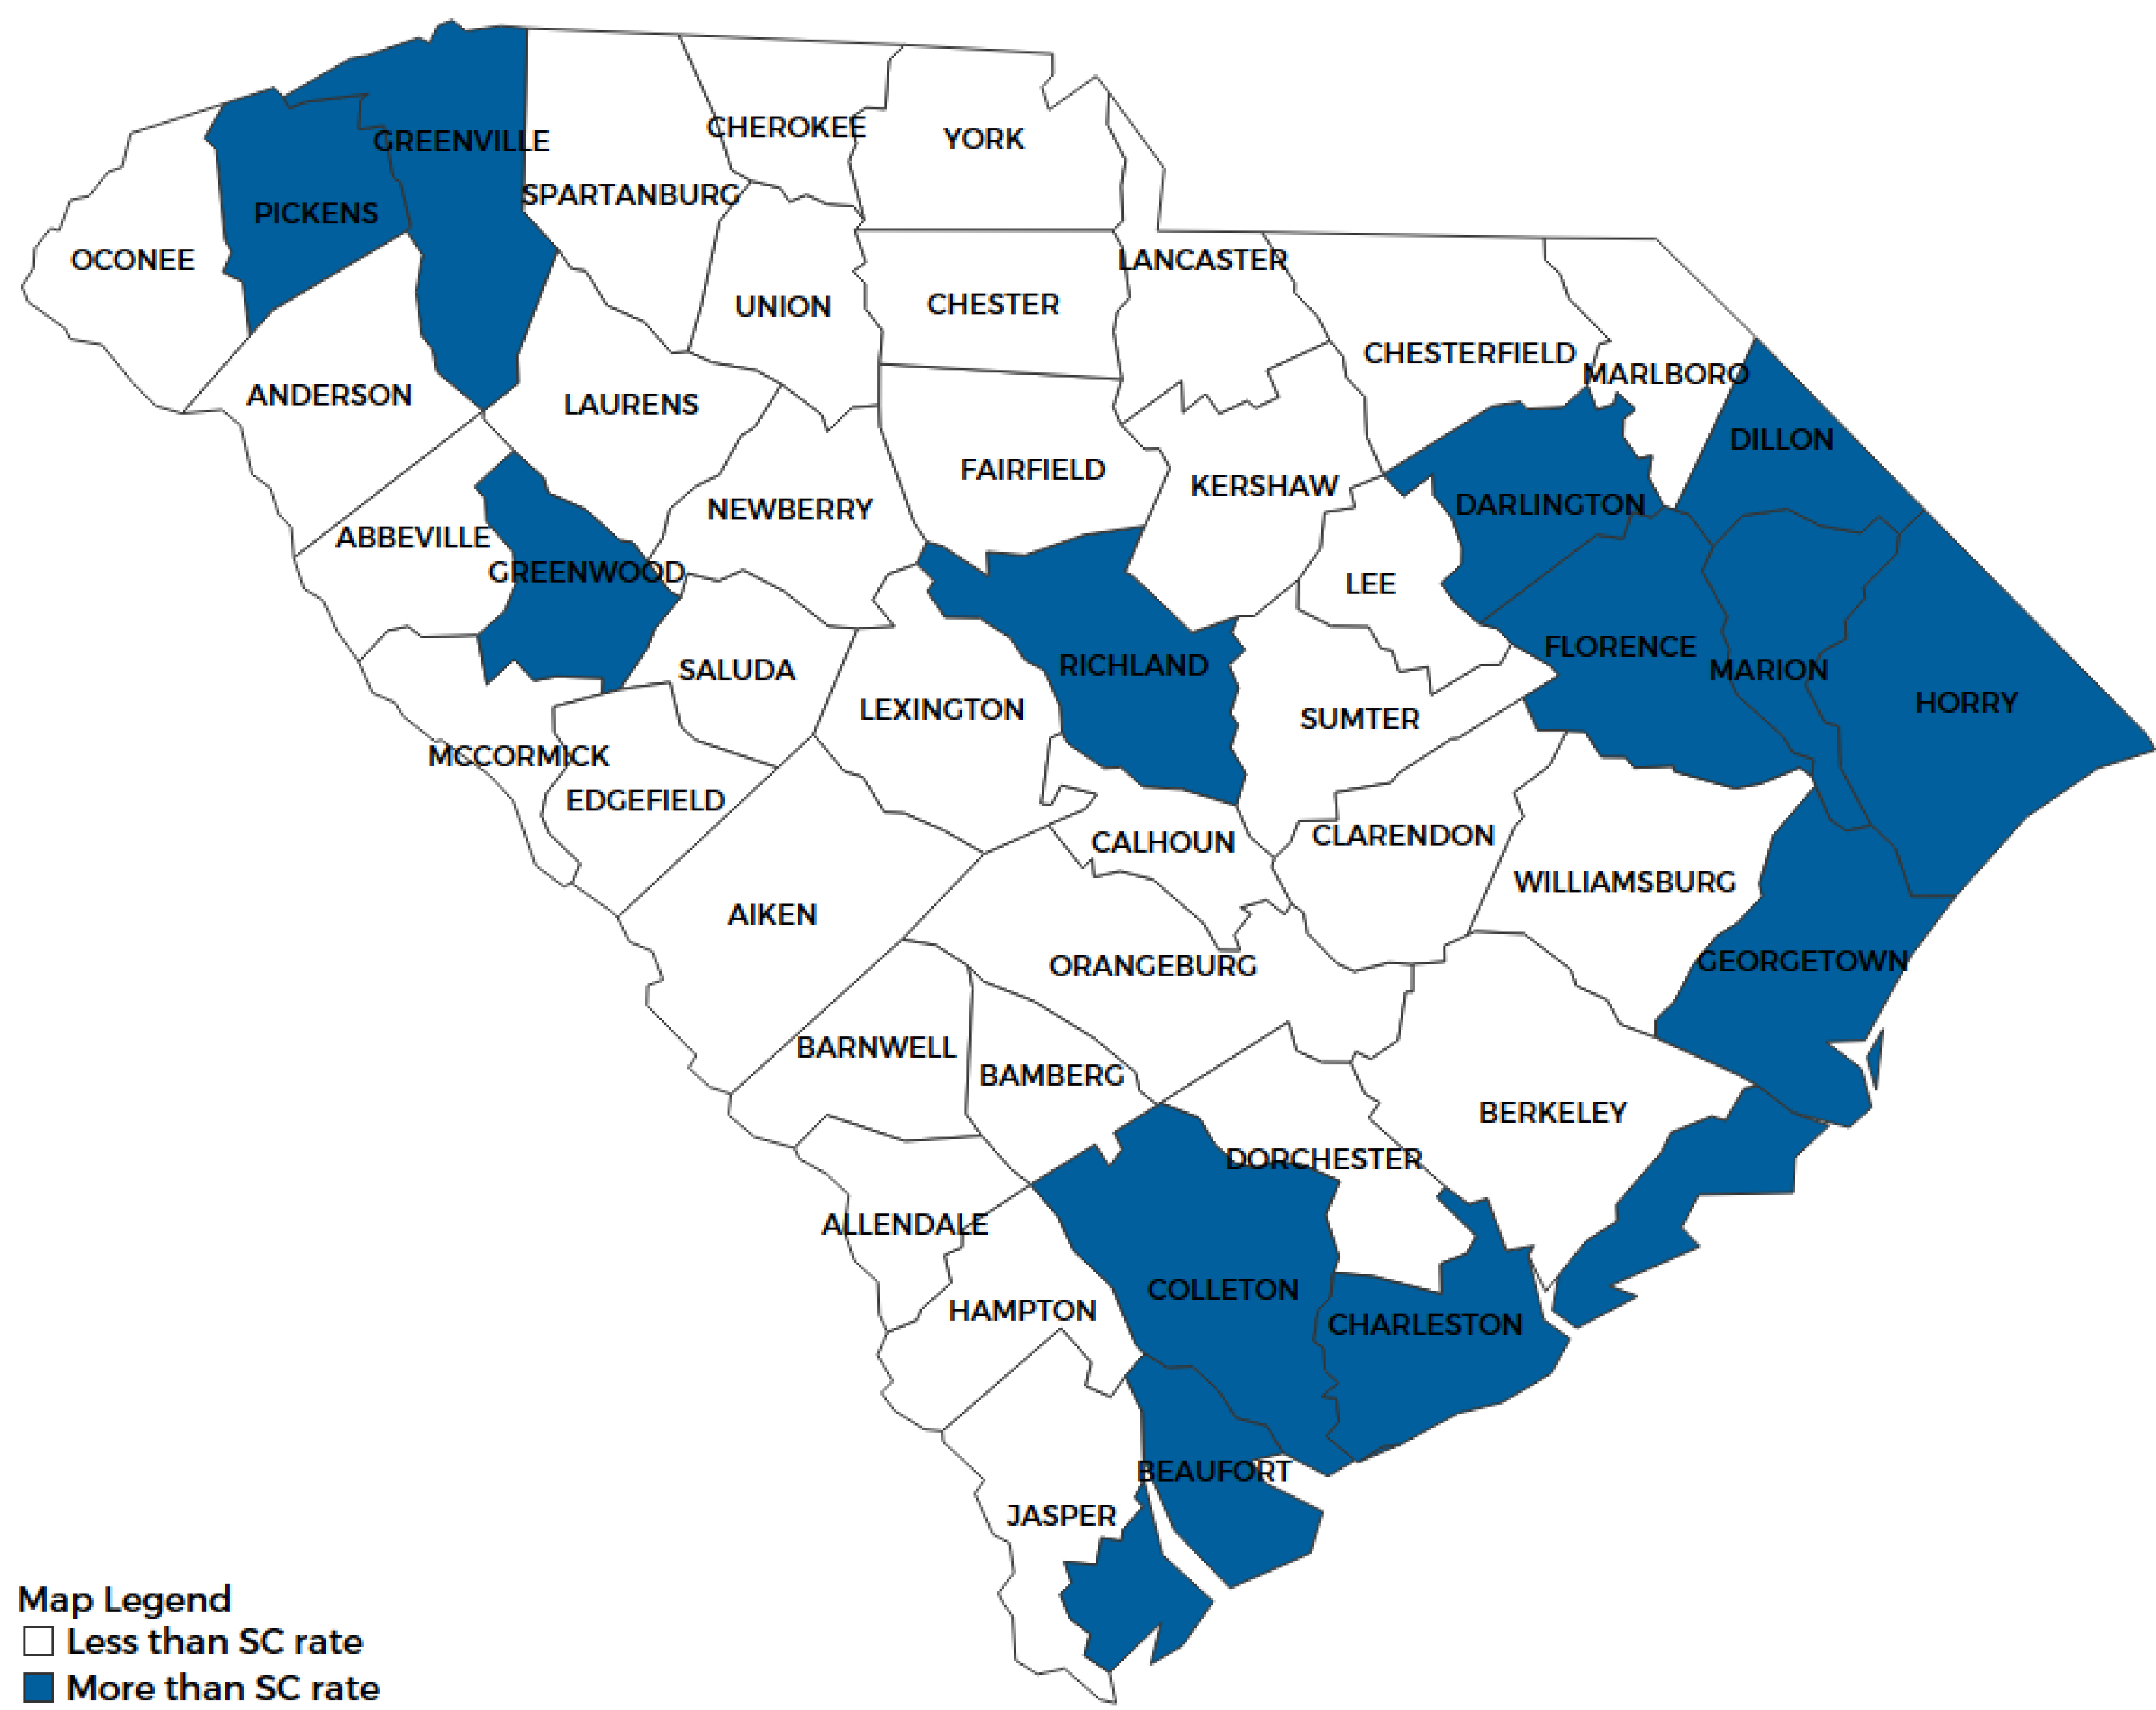 CHEROKEE
YORK
GREENVILLE
SPARTANBURG
PICKENS
OCONEE
LANCASTER
UNION
CHESTER
CHESTERFIELD
MARLBORO
ANDERSON
LAURENS
DILLON
FAIRFIELD
KERSHAW
DARLINGTON
NEWBERRY
ABBEVILLE
GREENWOOD
LEE
FLORENCE
RICHLAND
SALUDA
MARION
HORRY
LEXINGTON
SUMTER
MCCORMICK
EDGEFIELD
CALHOUN
CLARENDON
WILLIAMSBURG
AIKEN
GEORGETOWN
ORANGEBURG
BARNWELL
BAMBERG
BERKELEY
DORCHESTER
ALLENDALE
COLLETON
HAMPTON
CHARLESTON
BEAUFORT
JASPER
Map Legend
Less than SC rate
More than SC rate